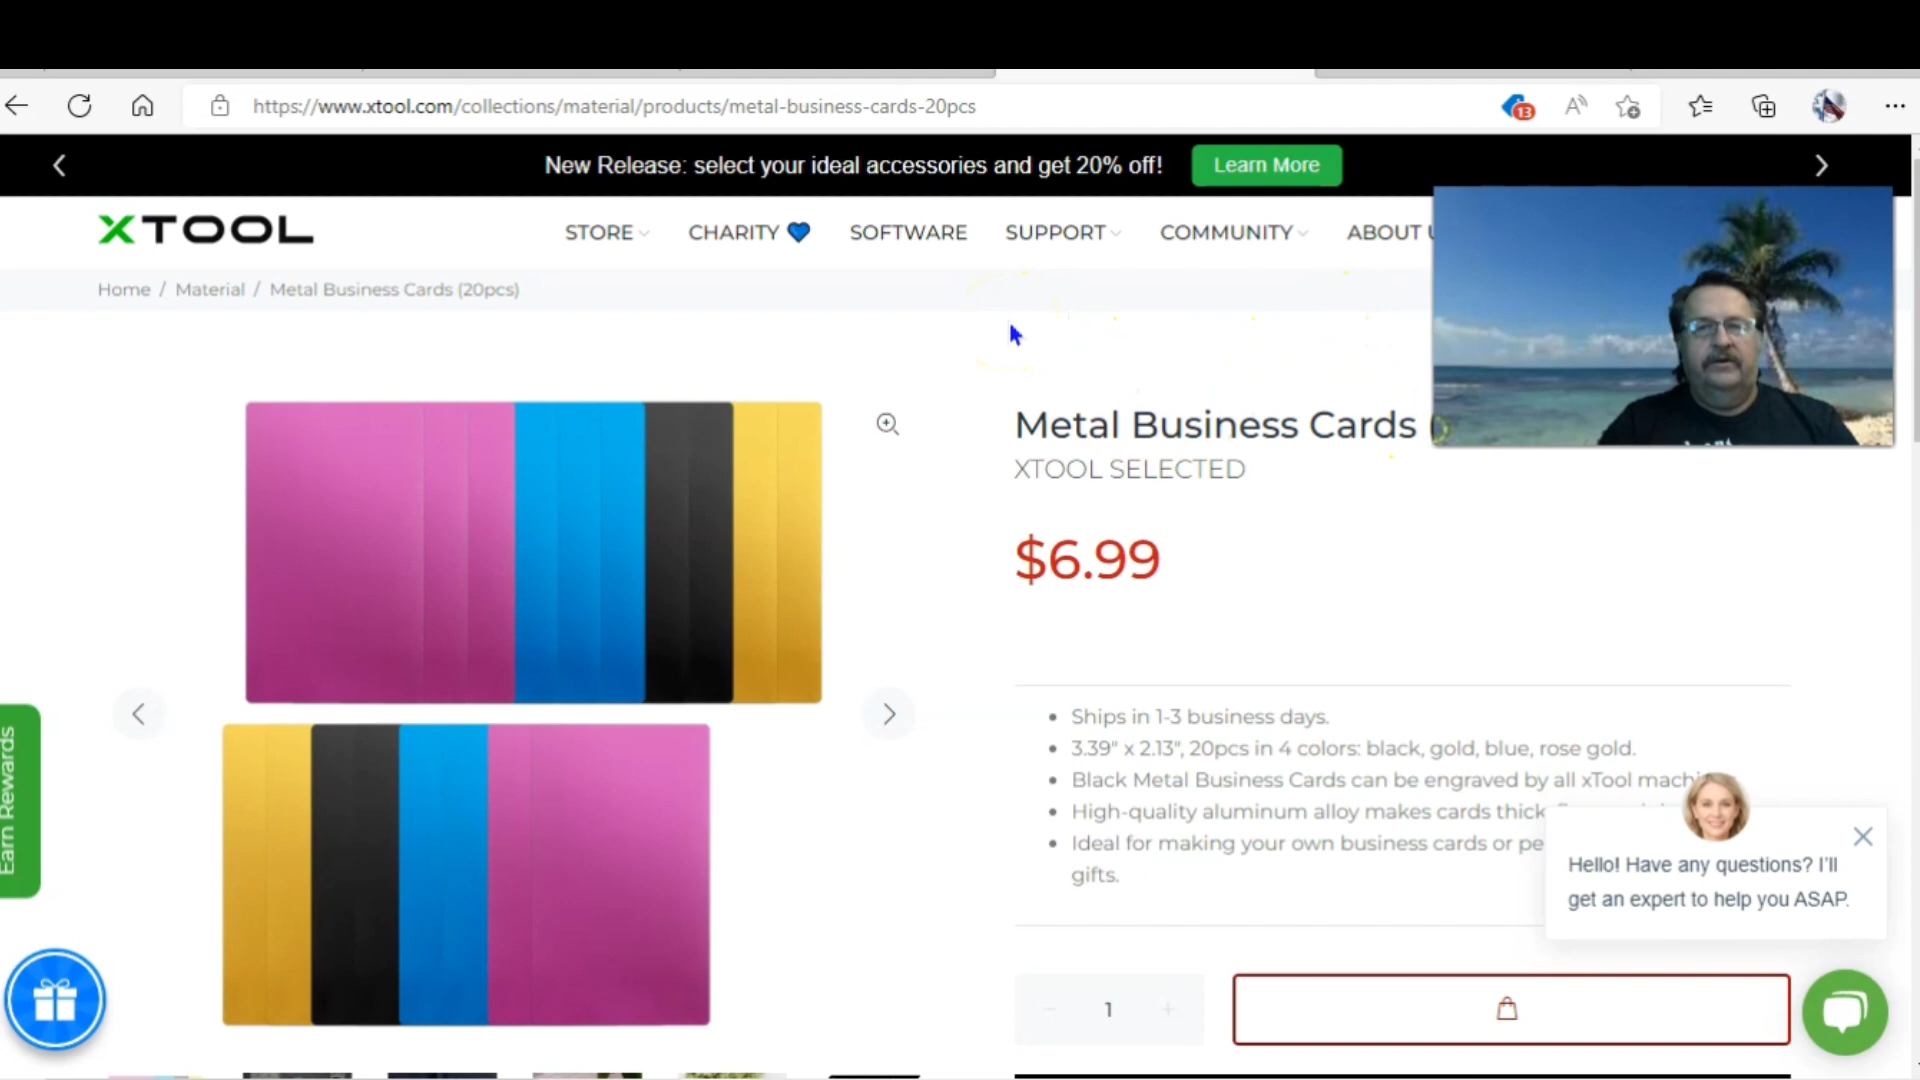 https://www.xtool.com/collections/material/products/metal-business-cards-20pcs
13
New Release: select your ideal accessories and get 20% off!
Learn More
XTOOL
STORE
CHARITY
SOFTWARE
SUPPORT
COMMUNITY
ABOUT
Home / Material / Metal Business Cards (20pcs)
Metal Business Cards
XTOOL SELECTED
$6.99
Ships in 1-3 business days.
3.39" x 2.13", 20pcs in 4 colors: black, gold, blue, rose gold.
Black Metal Business Cards can be engraved by all xTool
High-quality aluminum alloy makes cards thick
Ideal for making your own business cards or
gifts.
Hello! Have any questions? I'll
get an expert to help you ASAP.
Earn Rewards
- 1 +